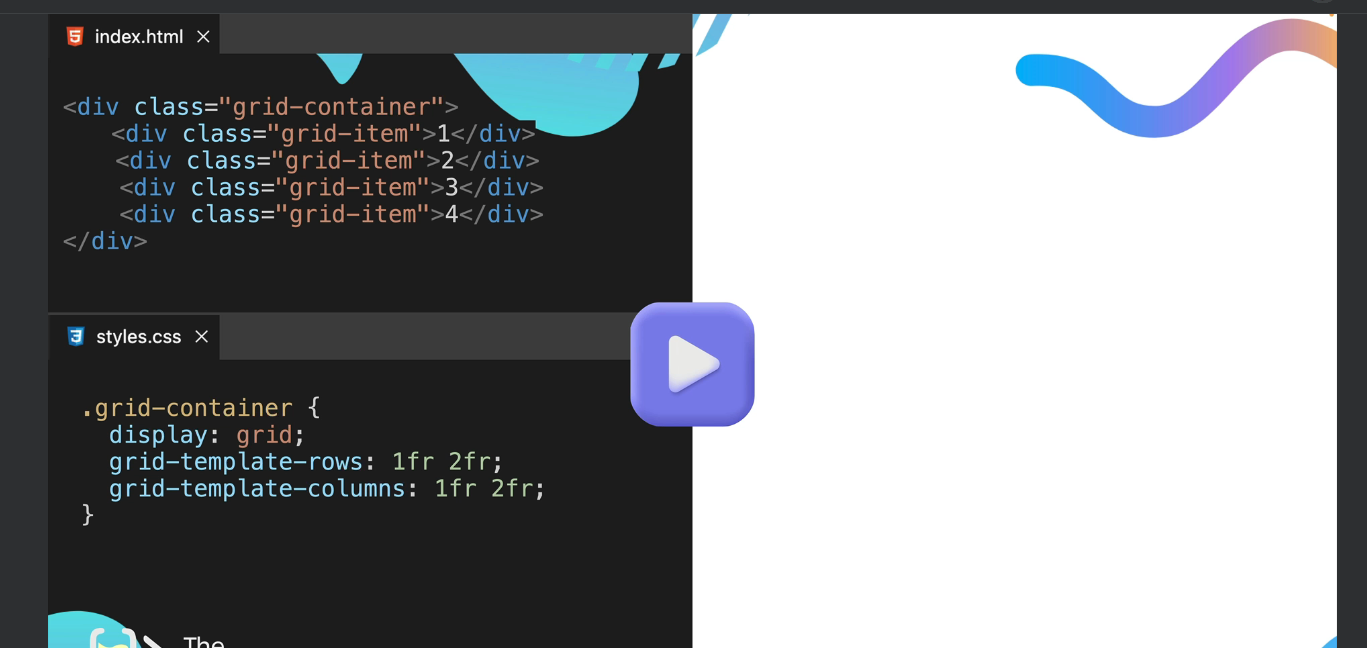 index.html
<div class="grid-container">
<div class="grid-item">1</div>
<div class="grid-item">2</div>
<div class="grid-item">3</div>
<div class="grid-item">4</div>
</div>
styles.css
.grid-container {
display: grid;
grid-template-rows: 1fr 2fr;
grid-template-columns: 1fr 2fr;
}
The